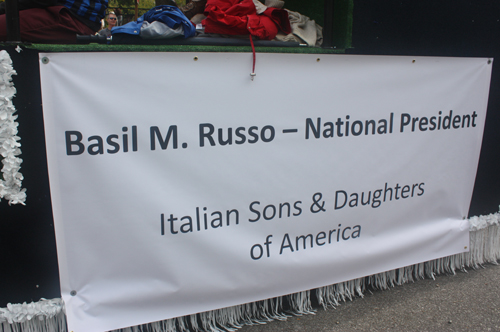 Basil M. Russo – National President
Italian Sons & Daughters
of America